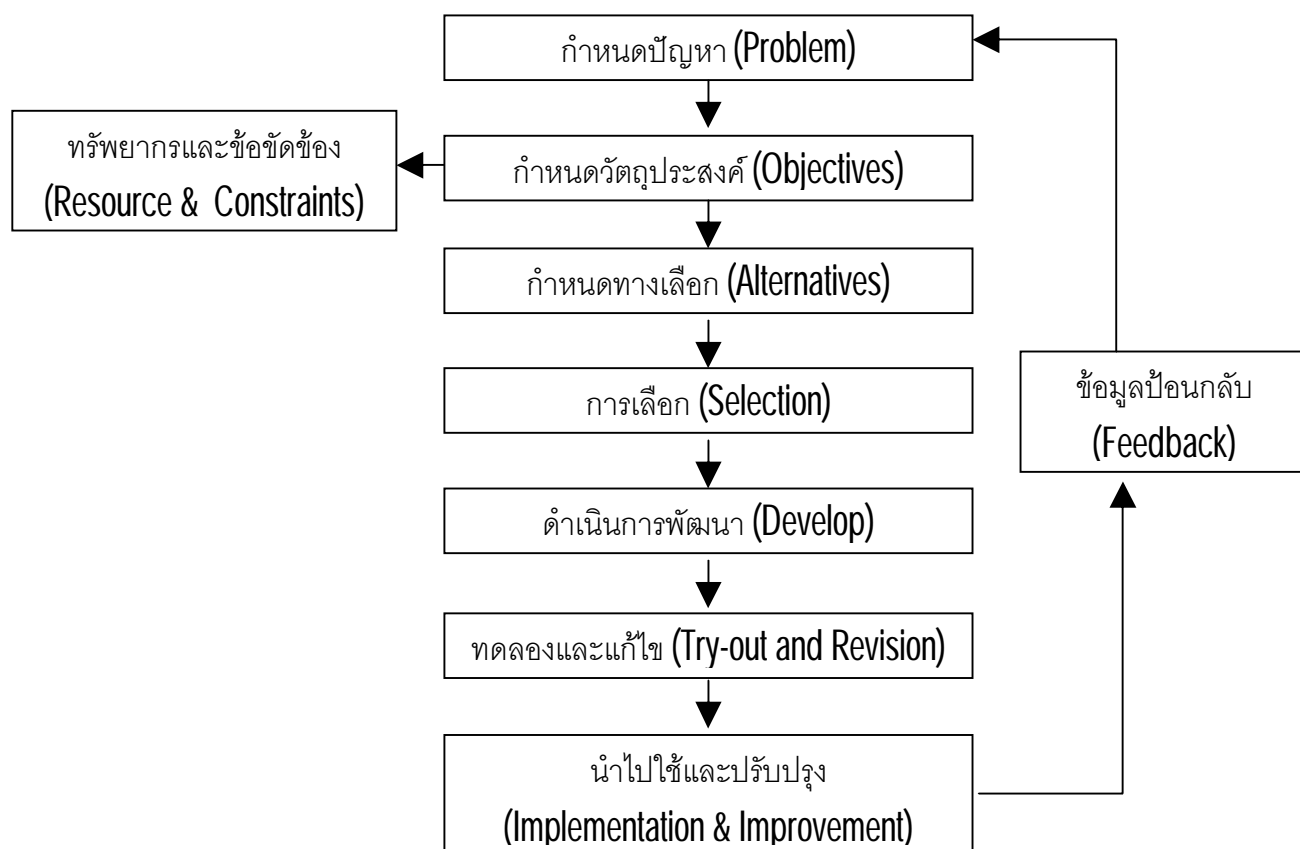 กำหนดปัญหา (Problem)
ทรัพยากรและข้อขัดข้อง
(Resource & Constraints)
กำหนดวัตถุประสงค์ (Objectives)
กำหนดทางเลือก (Alternatives)
การเลือก (Selection)
ข้อมูลป้อนกลับ
(Feedback)
ดำเนินการพัฒนา (Develop)
ทดลองและแก้ไข (Try-out and Revision)
นำไปใช้และปรับปรุง
(Implementation & Improvement)